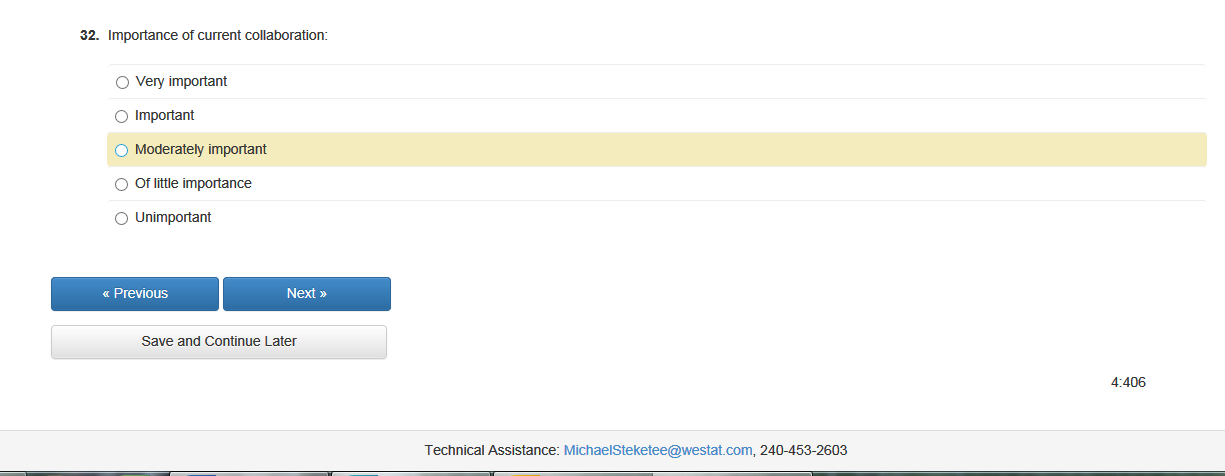 32. Importance of current collaboration:
Very important
Important
Moderately important
Of little importance
Unimportant
« Previous
Next »
Save and Continue Later
4:406
Technical Assistance: MichaelSteketee@westat.com, 240-453-2603